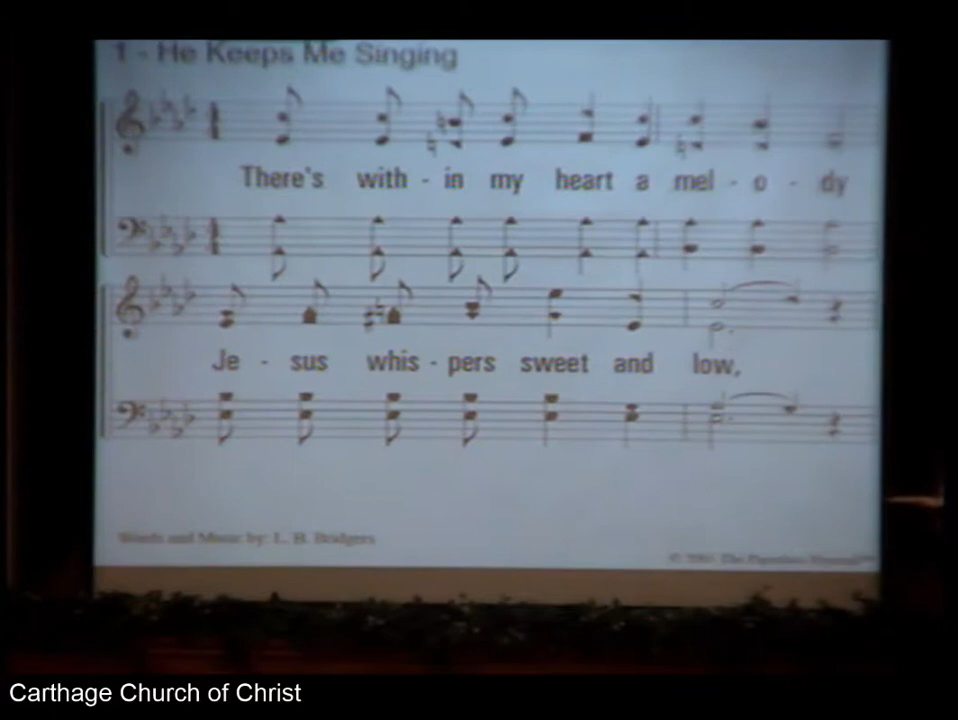 1 - He Keeps Me Singing
There's with - in my heart a mel - o - dy
Je - sus whis - pers sweet and low,
Words and Music by: L. B. Bridgers
Carthage Church of Christ